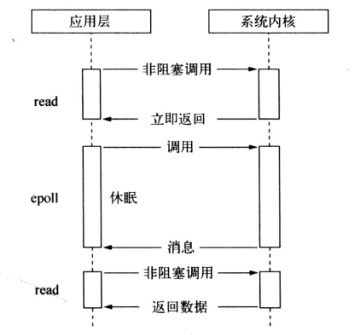 应用层
系统内核
非阻塞调用
read
立即返回
调用
epoll
休眠
消息
非阻塞调用
read
返回数据